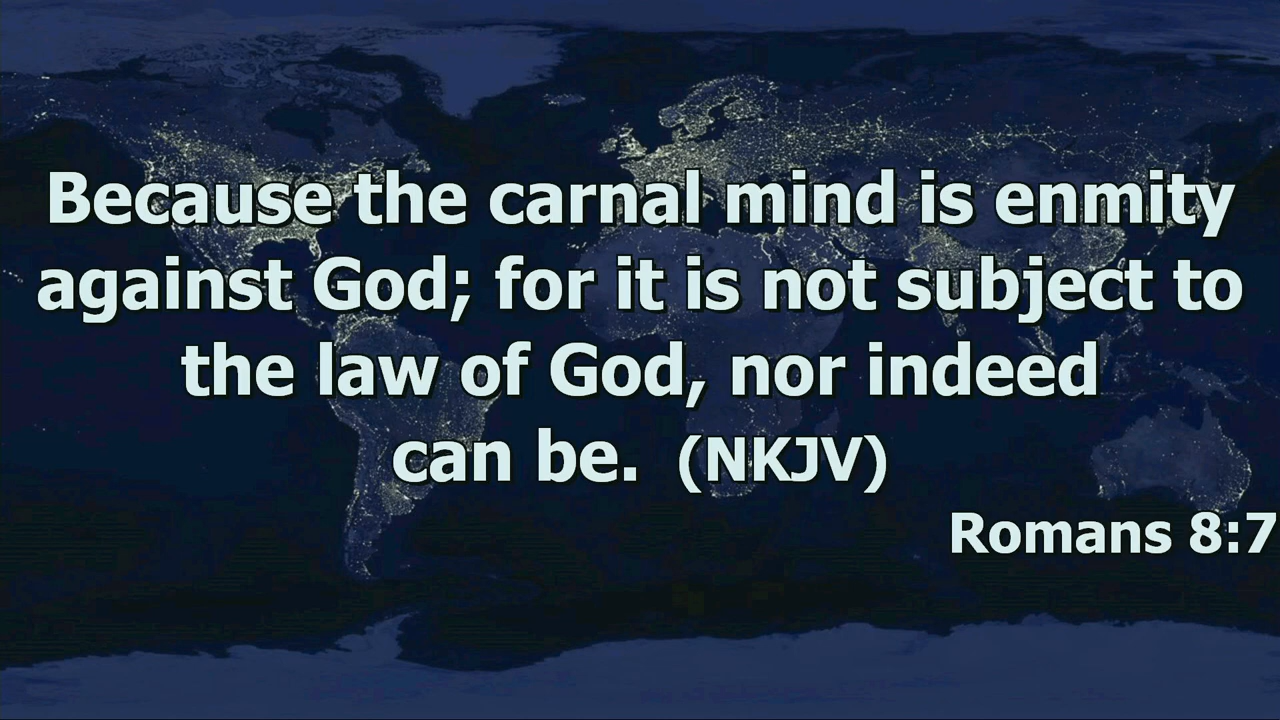 Because the carnal mind is enmity
against God; for it is not subject to
the law of God, nor indeed
can be. (NKJV)
Romans 8:7